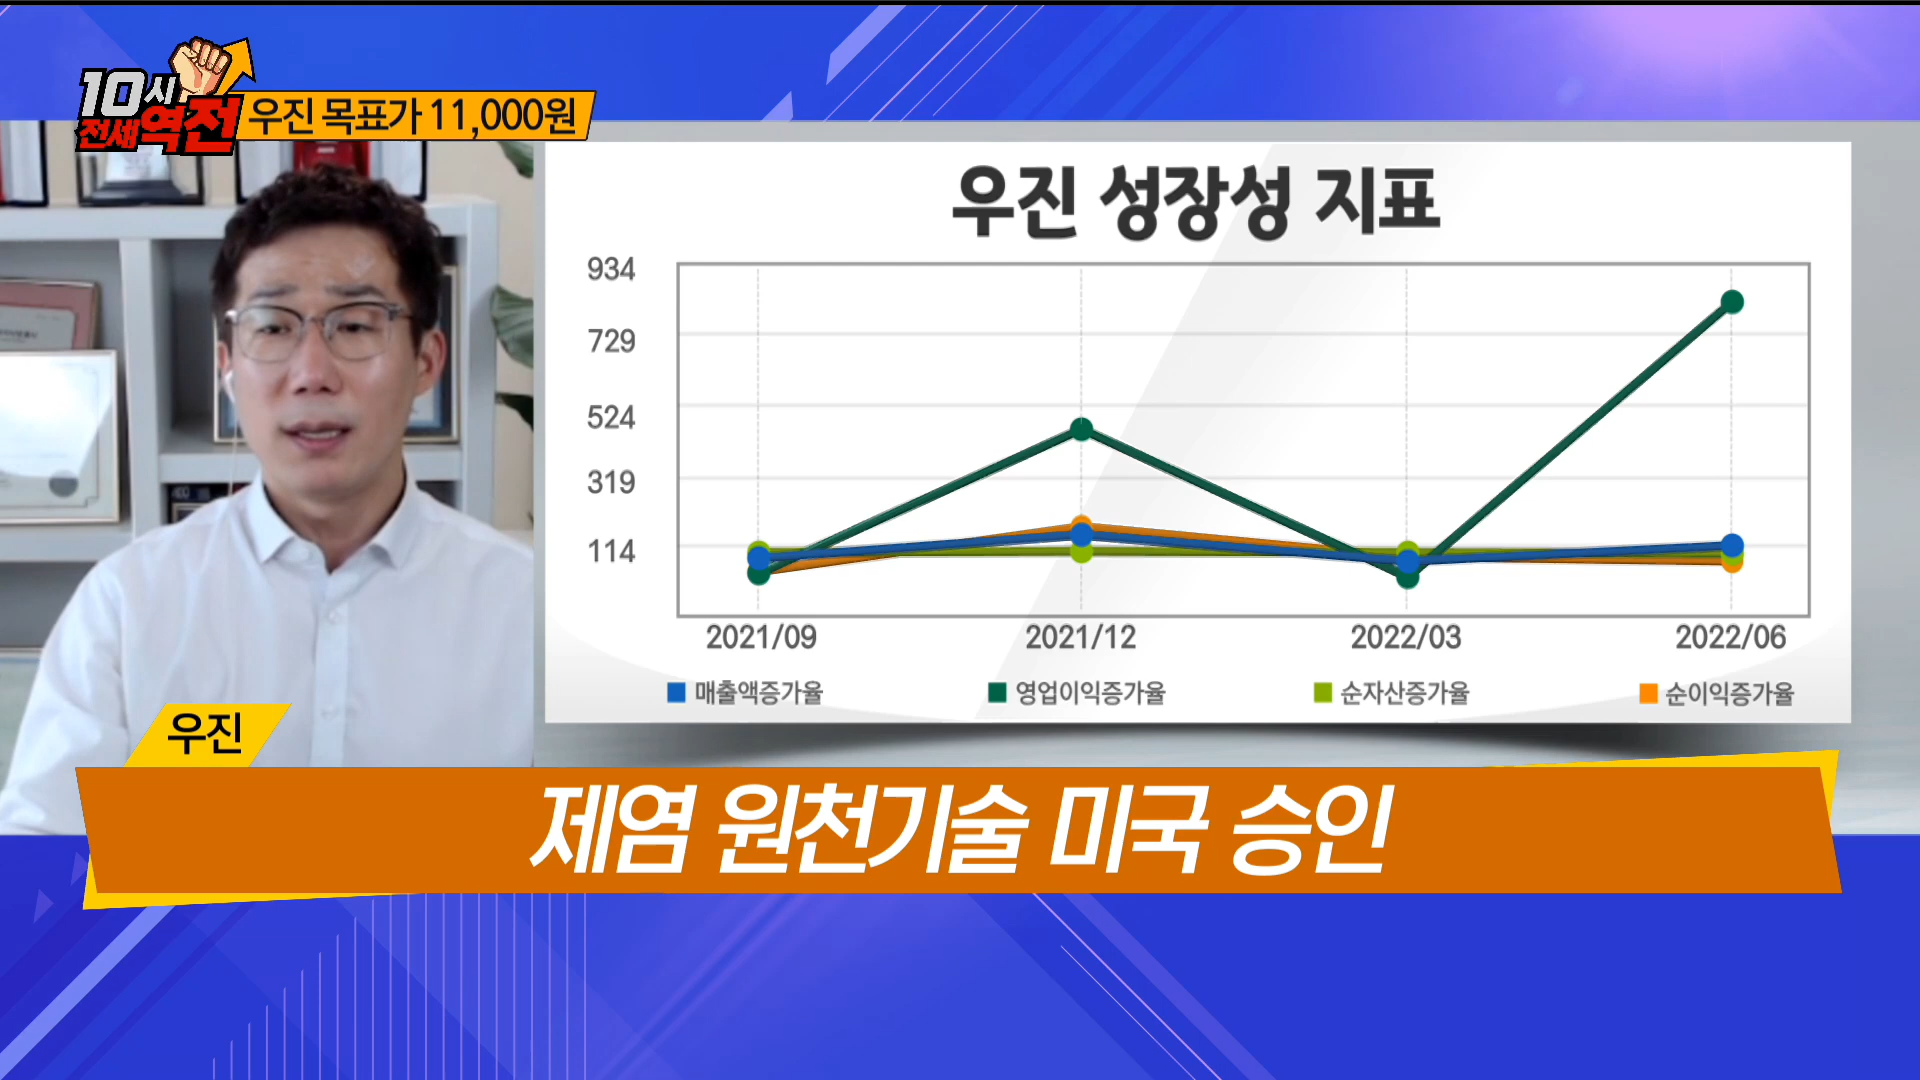 10시
전세역전
우진 목표가 11,000원
우진 성장성 지표
934
729
524
319
114
2021/09 2021/12 2022/03 2022/06
매출액증가율 영업이익증가율 순자산증가율 순이익증가율
우진
제염 원천기술 미국 승인